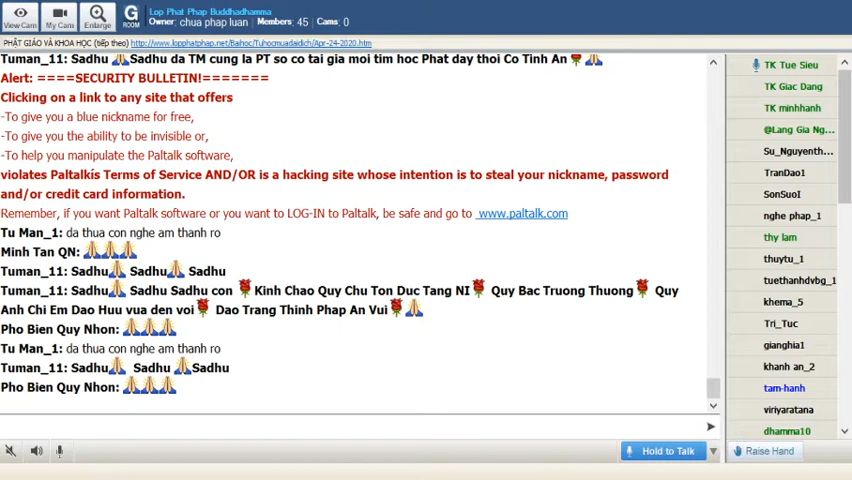 Lop Phat Phap Buddhadhamma
Owner: chua phap luan Members: 45 Cams: 0
View Cam My Cam Enlarge G ROOM
PHẬT GIÁO VÀ KHOA HỌC (tiếp theo) http://www.lopphatphap.net/Baihoc/Tuhocmuadaidich/Apr-24-2020.htm
Tuman_11: Sadhu 🙏Sadhu da TM cung la PT so co tai gia moi tim hoc Phat day thoi Co Tinh An🌹🙏
Alert: ====SECURITY BULLETIN!=======
Clicking on a link to any site that offers
-To give you a blue nickname for free,
-To give you the ability to be invisible or,
-To help you manipulate the Paltalk software,
violates Paltalkís Terms of Service AND/OR is a hacking site whose intention is to steal your nickname, password
and/or credit card information.
Remember, if you want Paltalk software or you want to LOG-IN to Paltalk, be safe and go to www.paltalk.com
Tu Man_1: da thua con nghe am thanh ro
Minh Tan QN: 🙏🙏🙏
Tuman_11: Sadhu🙏 Sadhu🙏 Sadhu
Tuman_11: Sadhu🙏 Sadhu Sadhu con 🌹Kinh Chao Quy Chu Ton Duc Tang NI🌹 Quy Bac Truong Thuong🌹 Quy
Anh Chi Em Dao Huu vua den voi🌹 Dao Trang Thinh Phap An Vui🌹🙏
Pho Bien Quy Nhon: 🙏🙏🙏
Tu Man_1: da thua con nghe am thanh ro
Tuman_11: Sadhu🙏 Sadhu 🙏Sadhu
Pho Bien Quy Nhon: 🙏🙏🙏
Hold to Talk
TK Tue Sieu
TK Giac Dang
TK minhhanh
@Lang Gia Ng...
Su_Nguyenth...
TranDao1
SonSuoI
nghe phap_1
thy lam
thuytu_1
tuethanhdvbg_1
khema_5
Tri_Tuc
gianghia1
khanh an_2
tam-hanh
viriyaratana
dhamma10
Raise Hand